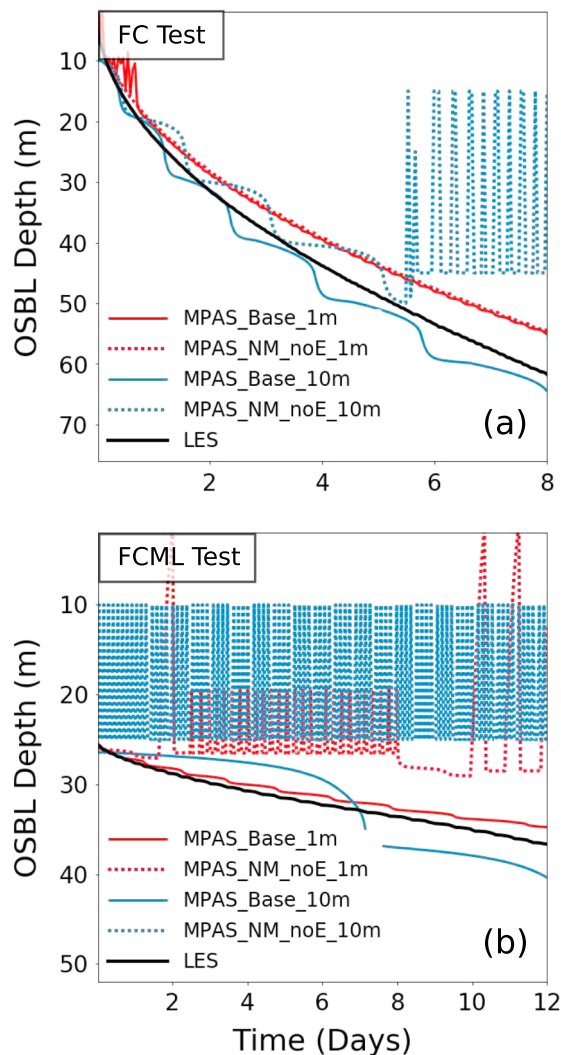 FC Test
10
20
30
40
50
60
70
OSBL Depth (m)
MPAS_Base_1m
MPAS_NM_noE_1m
MPAS_Base_10m
MPAS_NM_noE_10m
LES
(a)
2 4 6 8
FCML Test
10
20
30
40
50
OSBL Depth (m)
MPAS_Base_1m
MPAS_NM_noE_1m
MPAS_Base_10m
MPAS_NM_noE_10m
LES
(b)
2 4 6 8 10 12
Time (Days)